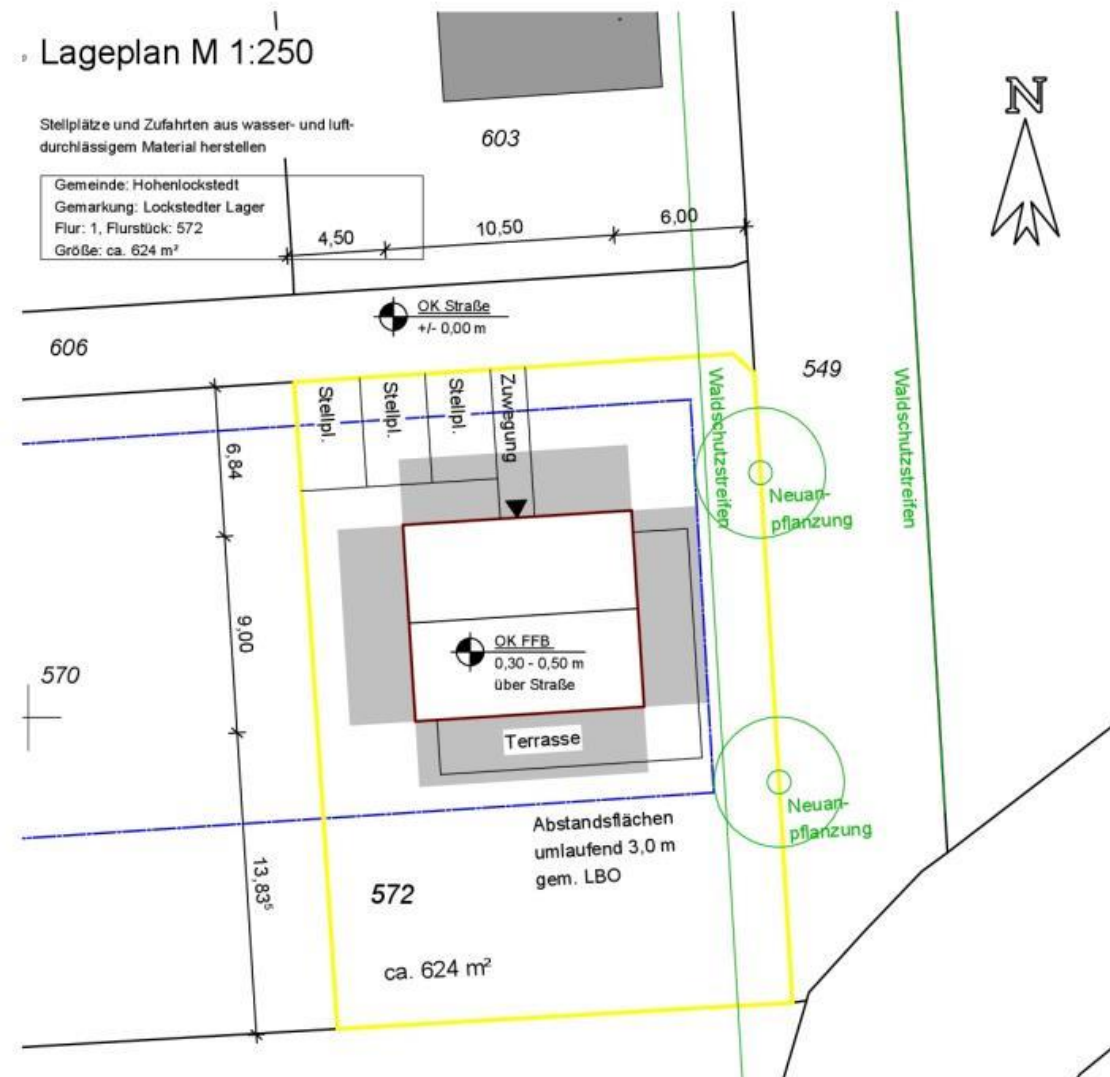 Lageplan M 1:250
N
Stellplätze und Zufahrten aus wasser- und luft-
durchlässigem Material herstellen
603
Gemeinde: Hohenlockstedt
Gemarkung: Lockstedter Lager
Flur: 1, Flurstück: 572
Größe: ca. 624 m²
4,50
10,50
6,00
OK Straße
+/- 0,00 m
606
549
Stellpl.
Stellpl.
Stellpl.
Zuwegung
Waldschutzstreifen
Waldschutzstreifen
6,84
Neuan-
pflanzung
9,00
OK FFB
0,30 - 0,50 m
über Straße
570
Terrasse
Neuan-
pflanzung
Abstandsflächen
umlaufend 3,0 m
gem. LBO
13,83⁵
572
ca. 624 m²